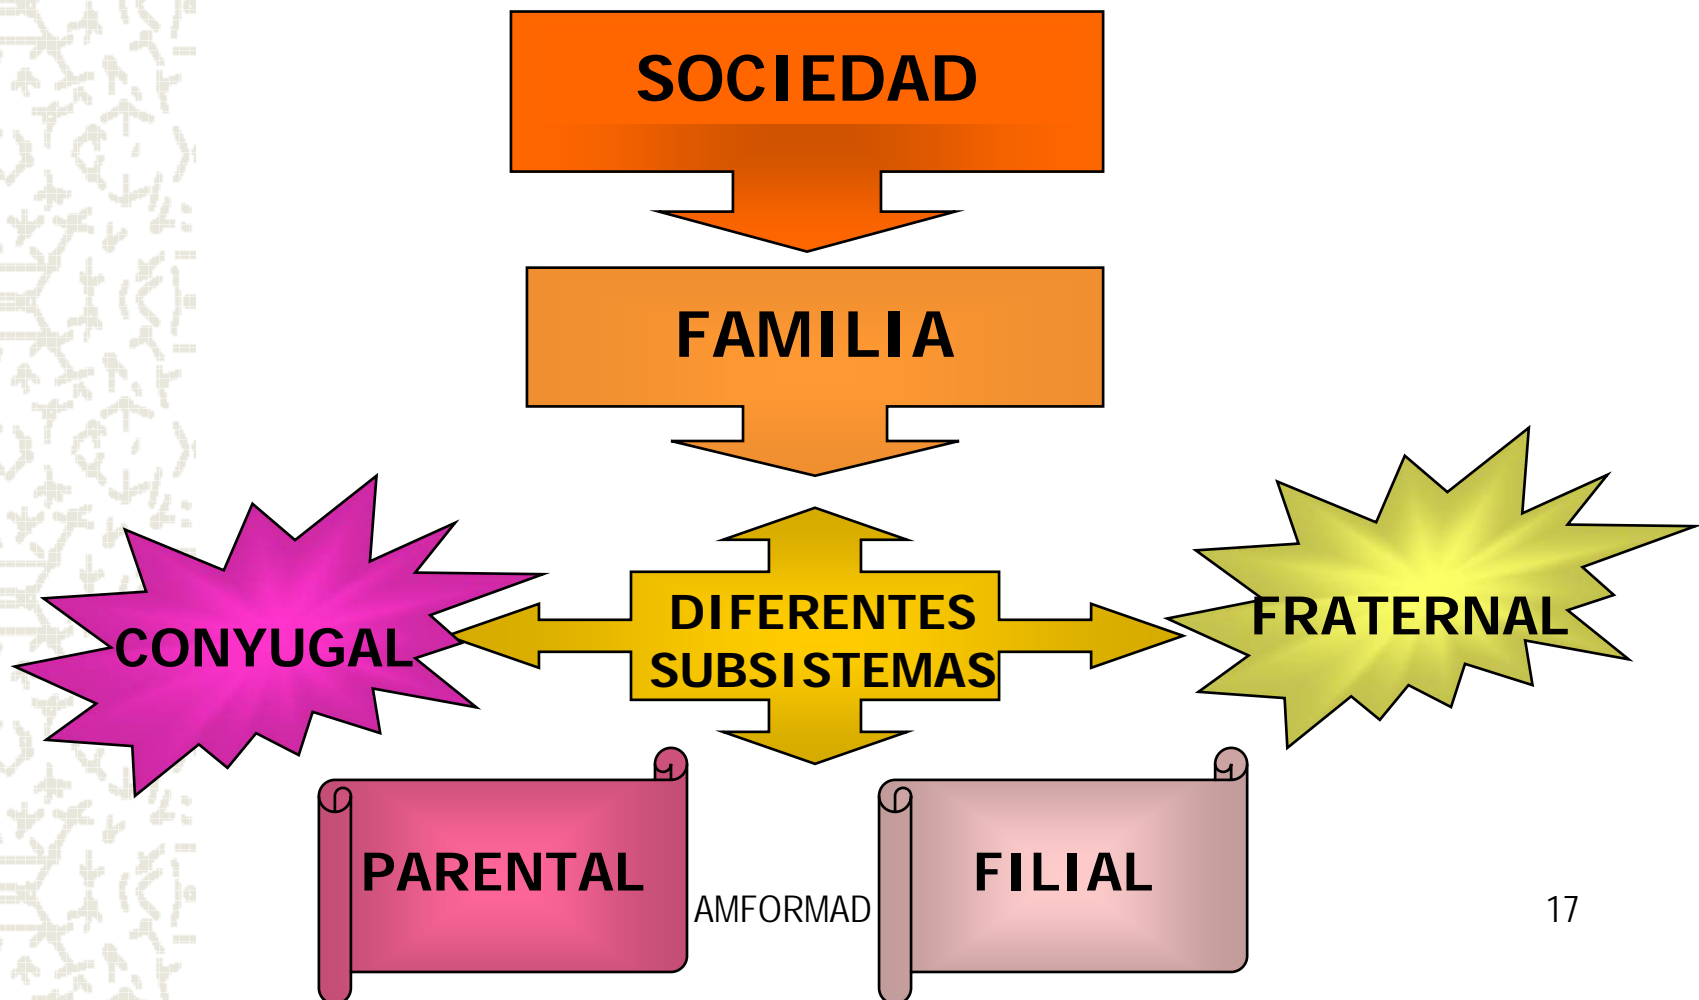 SOCIEDAD
FAMILIA
DIFERENTES
SUBSISTEMAS
CONYUGAL
FRATERNAL
PARENTAL
FILIAL
AMFORMAD
17